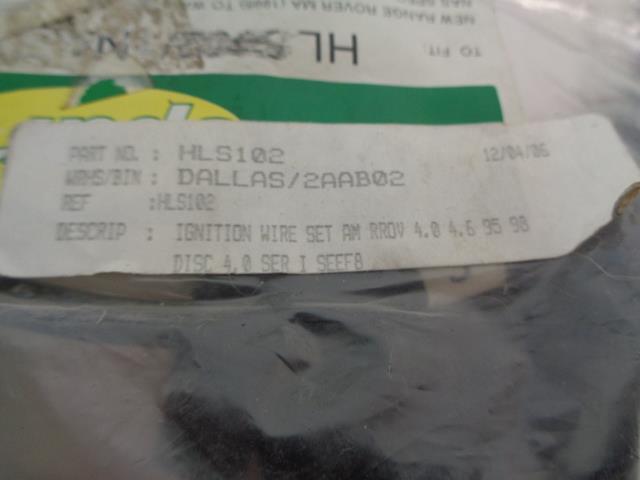 NEW RANGE ROVER MA (1995) TO W
TO FIT:
HL
PART NO. : HLS102 12/04/06
WRHS/BIN : DALLAS/2AAB02
REF :HLS102
DESCRIP : IGNITION WIRE SET AM RROV 4.0 4.6 95 98
DISC 4.0 SER I SEEF8